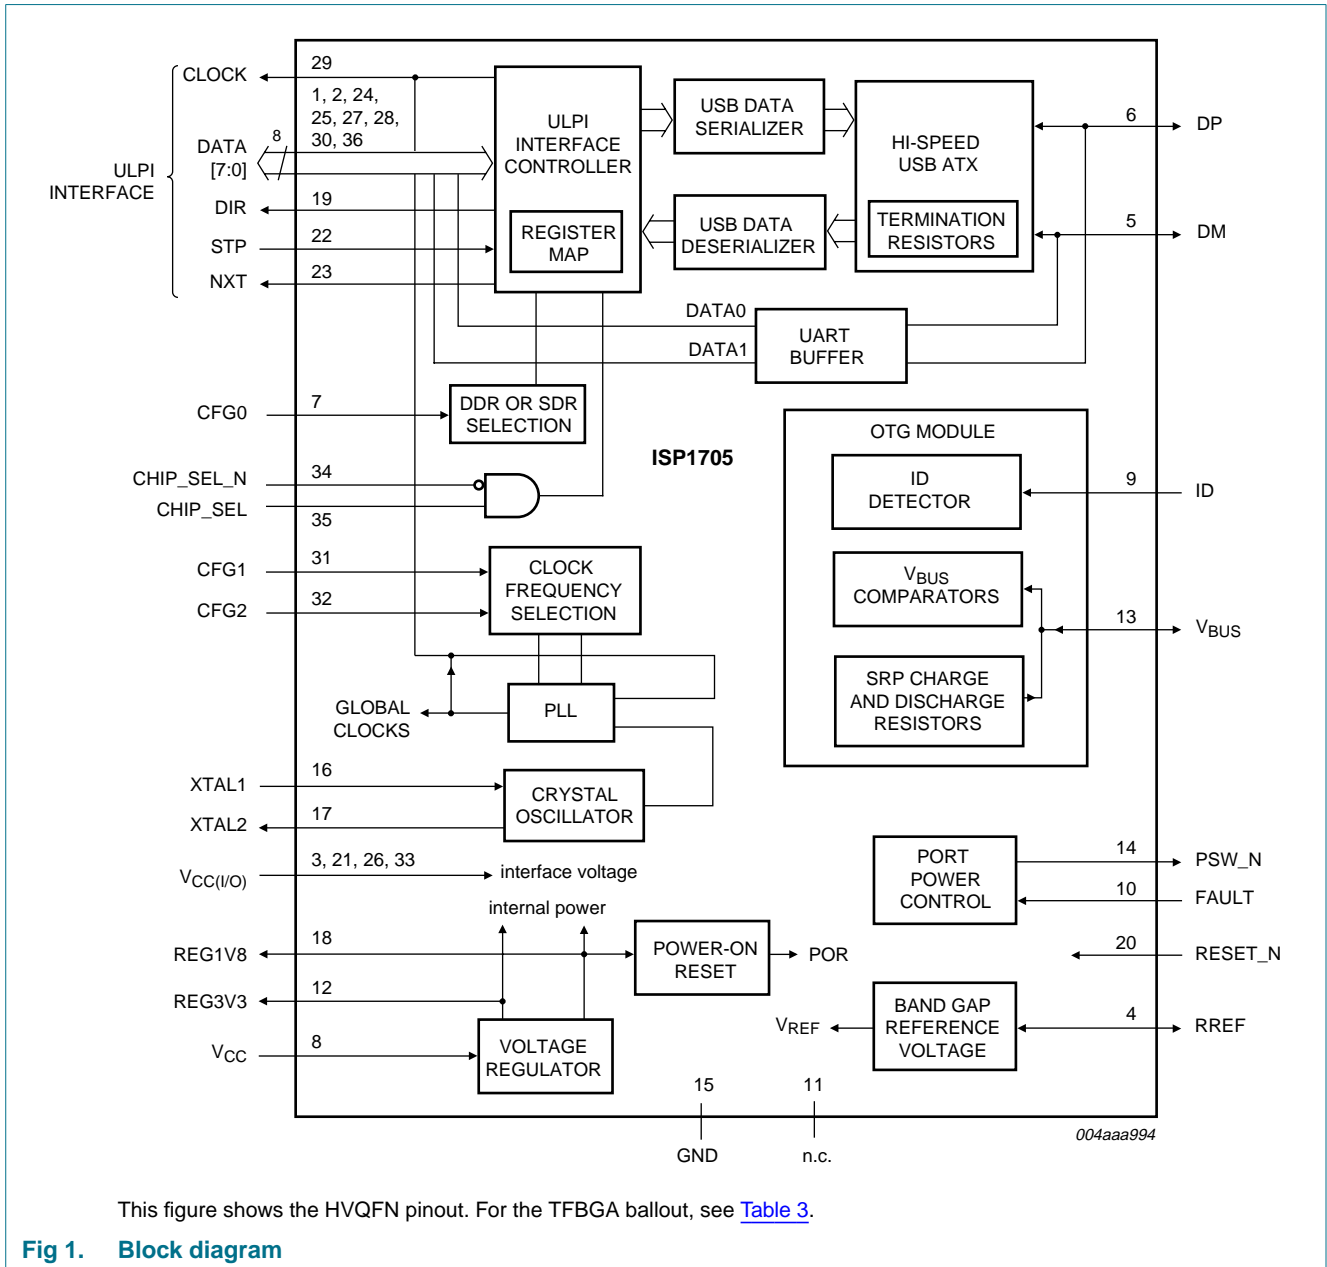 CLOCK
29
1, 2, 24,
25, 27, 28,
30, 36
8
DATA
[7:0]
ULPI
INTERFACE
DIR
19
STP
22
NXT
23
ULPI
INTERFACE
CONTROLLER
REGISTER
MAP
USB DATA
SERIALIZER
USB DATA
DESERIALIZER
HI-SPEED
USB ATX
TERMINATION
RESISTORS
6
DP
5
DM
DATA0
DATA1
UART
BUFFER
CFG0
7
DDR OR SDR
SELECTION
ISP1705
CHIP_SEL_N
34
CHIP_SEL
35
CFG1
31
CFG2
32
CLOCK
FREQUENCY
SELECTION
OTG MODULE
ID
DETECTOR
9
ID
VBUS
COMPARATORS
13
VBUS
SRP CHARGE
AND DISCHARGE
RESISTORS
GLOBAL
CLOCKS
PLL
XTAL1
16
XTAL2
17
CRYSTAL
OSCILLATOR
VCC(I/O)
3, 21, 26, 33
interface voltage
internal power
PORT
POWER
CONTROL
14
PSW_N
10
FAULT
REG1V8
18
POWER-ON
RESET
POR
20
RESET_N
REG3V3
12
VCC
8
VOLTAGE
REGULATOR
VREF
BAND GAP
REFERENCE
VOLTAGE
4
RREF
15
GND
11
n.c.
004aaa994
This figure shows the HVQFN pinout. For the TFBGA ballout, see Table 3.
Fig 1. Block diagram